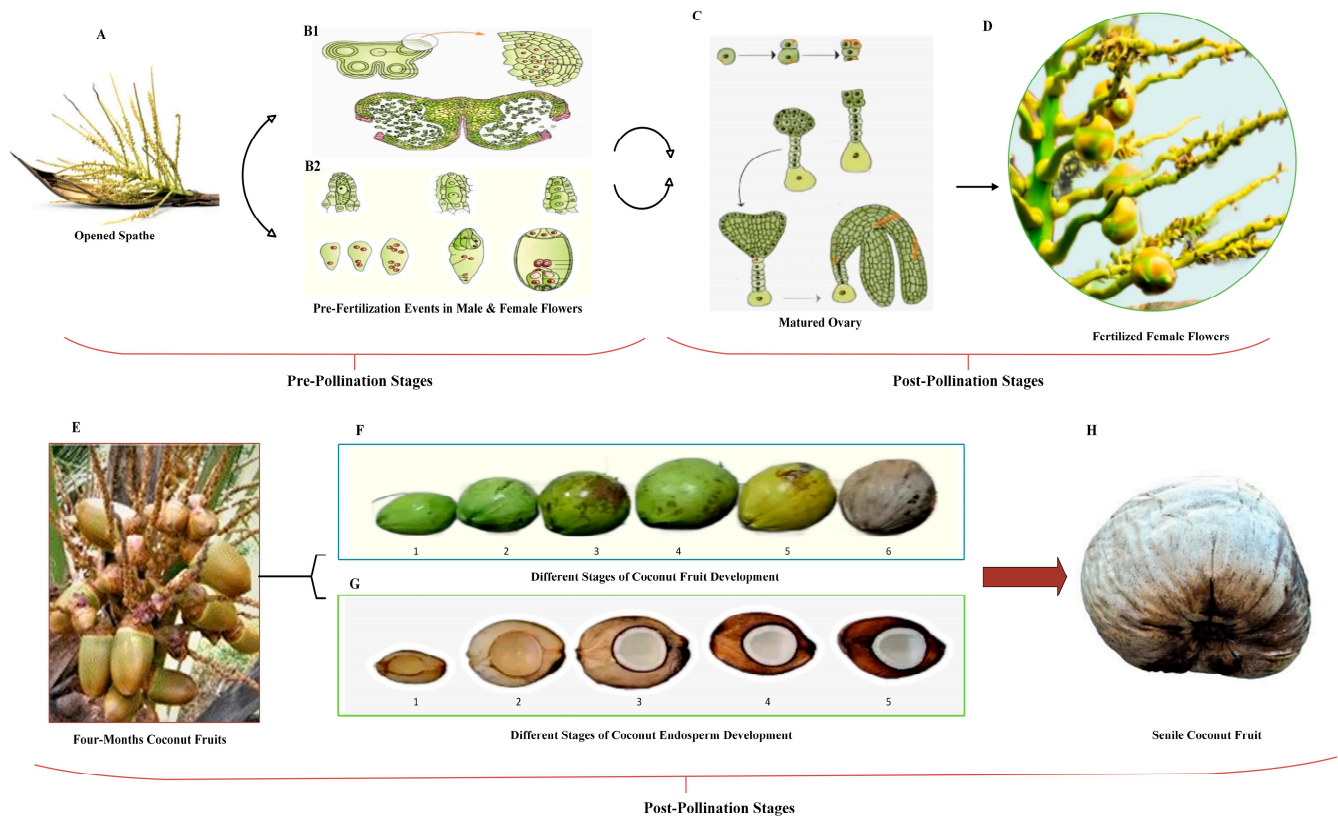 A
B1
B2
C
D
Opened Spathe
Pre-Fertilization Events in Male & Female Flowers
Matured Ovary
Fertilized Female Flowers
Pre-Pollination Stages
Post-Pollination Stages
E
F
H
1 2 3 4 5 6
Different Stages of Coconut Fruit Development
G
1 2 3 4 5
Four-Months Coconut Fruits
Different Stages of Coconut Endosperm Development
Senile Coconut Fruit
Post-Pollination Stages